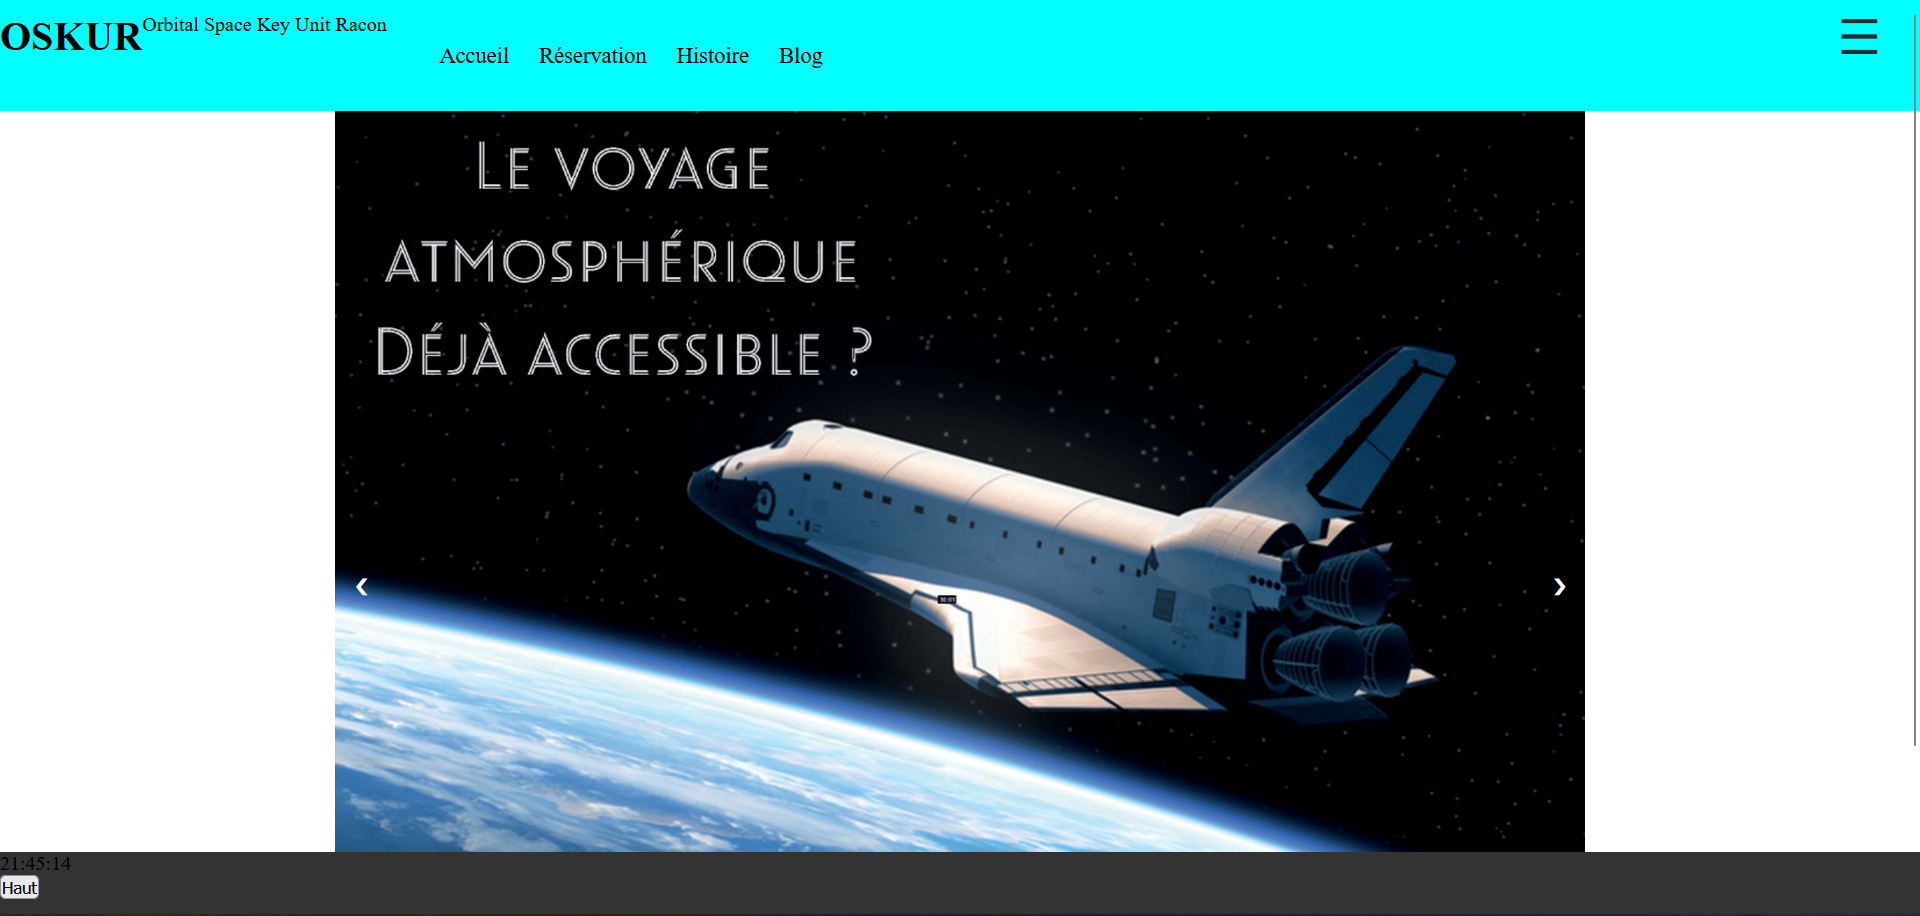 OSKUR Orbital Space Key Unit Racon
Accueil Réservation Histoire Blog
Le voyage
atmosphérique
Déjà accessible ?
21:45:14
Haut